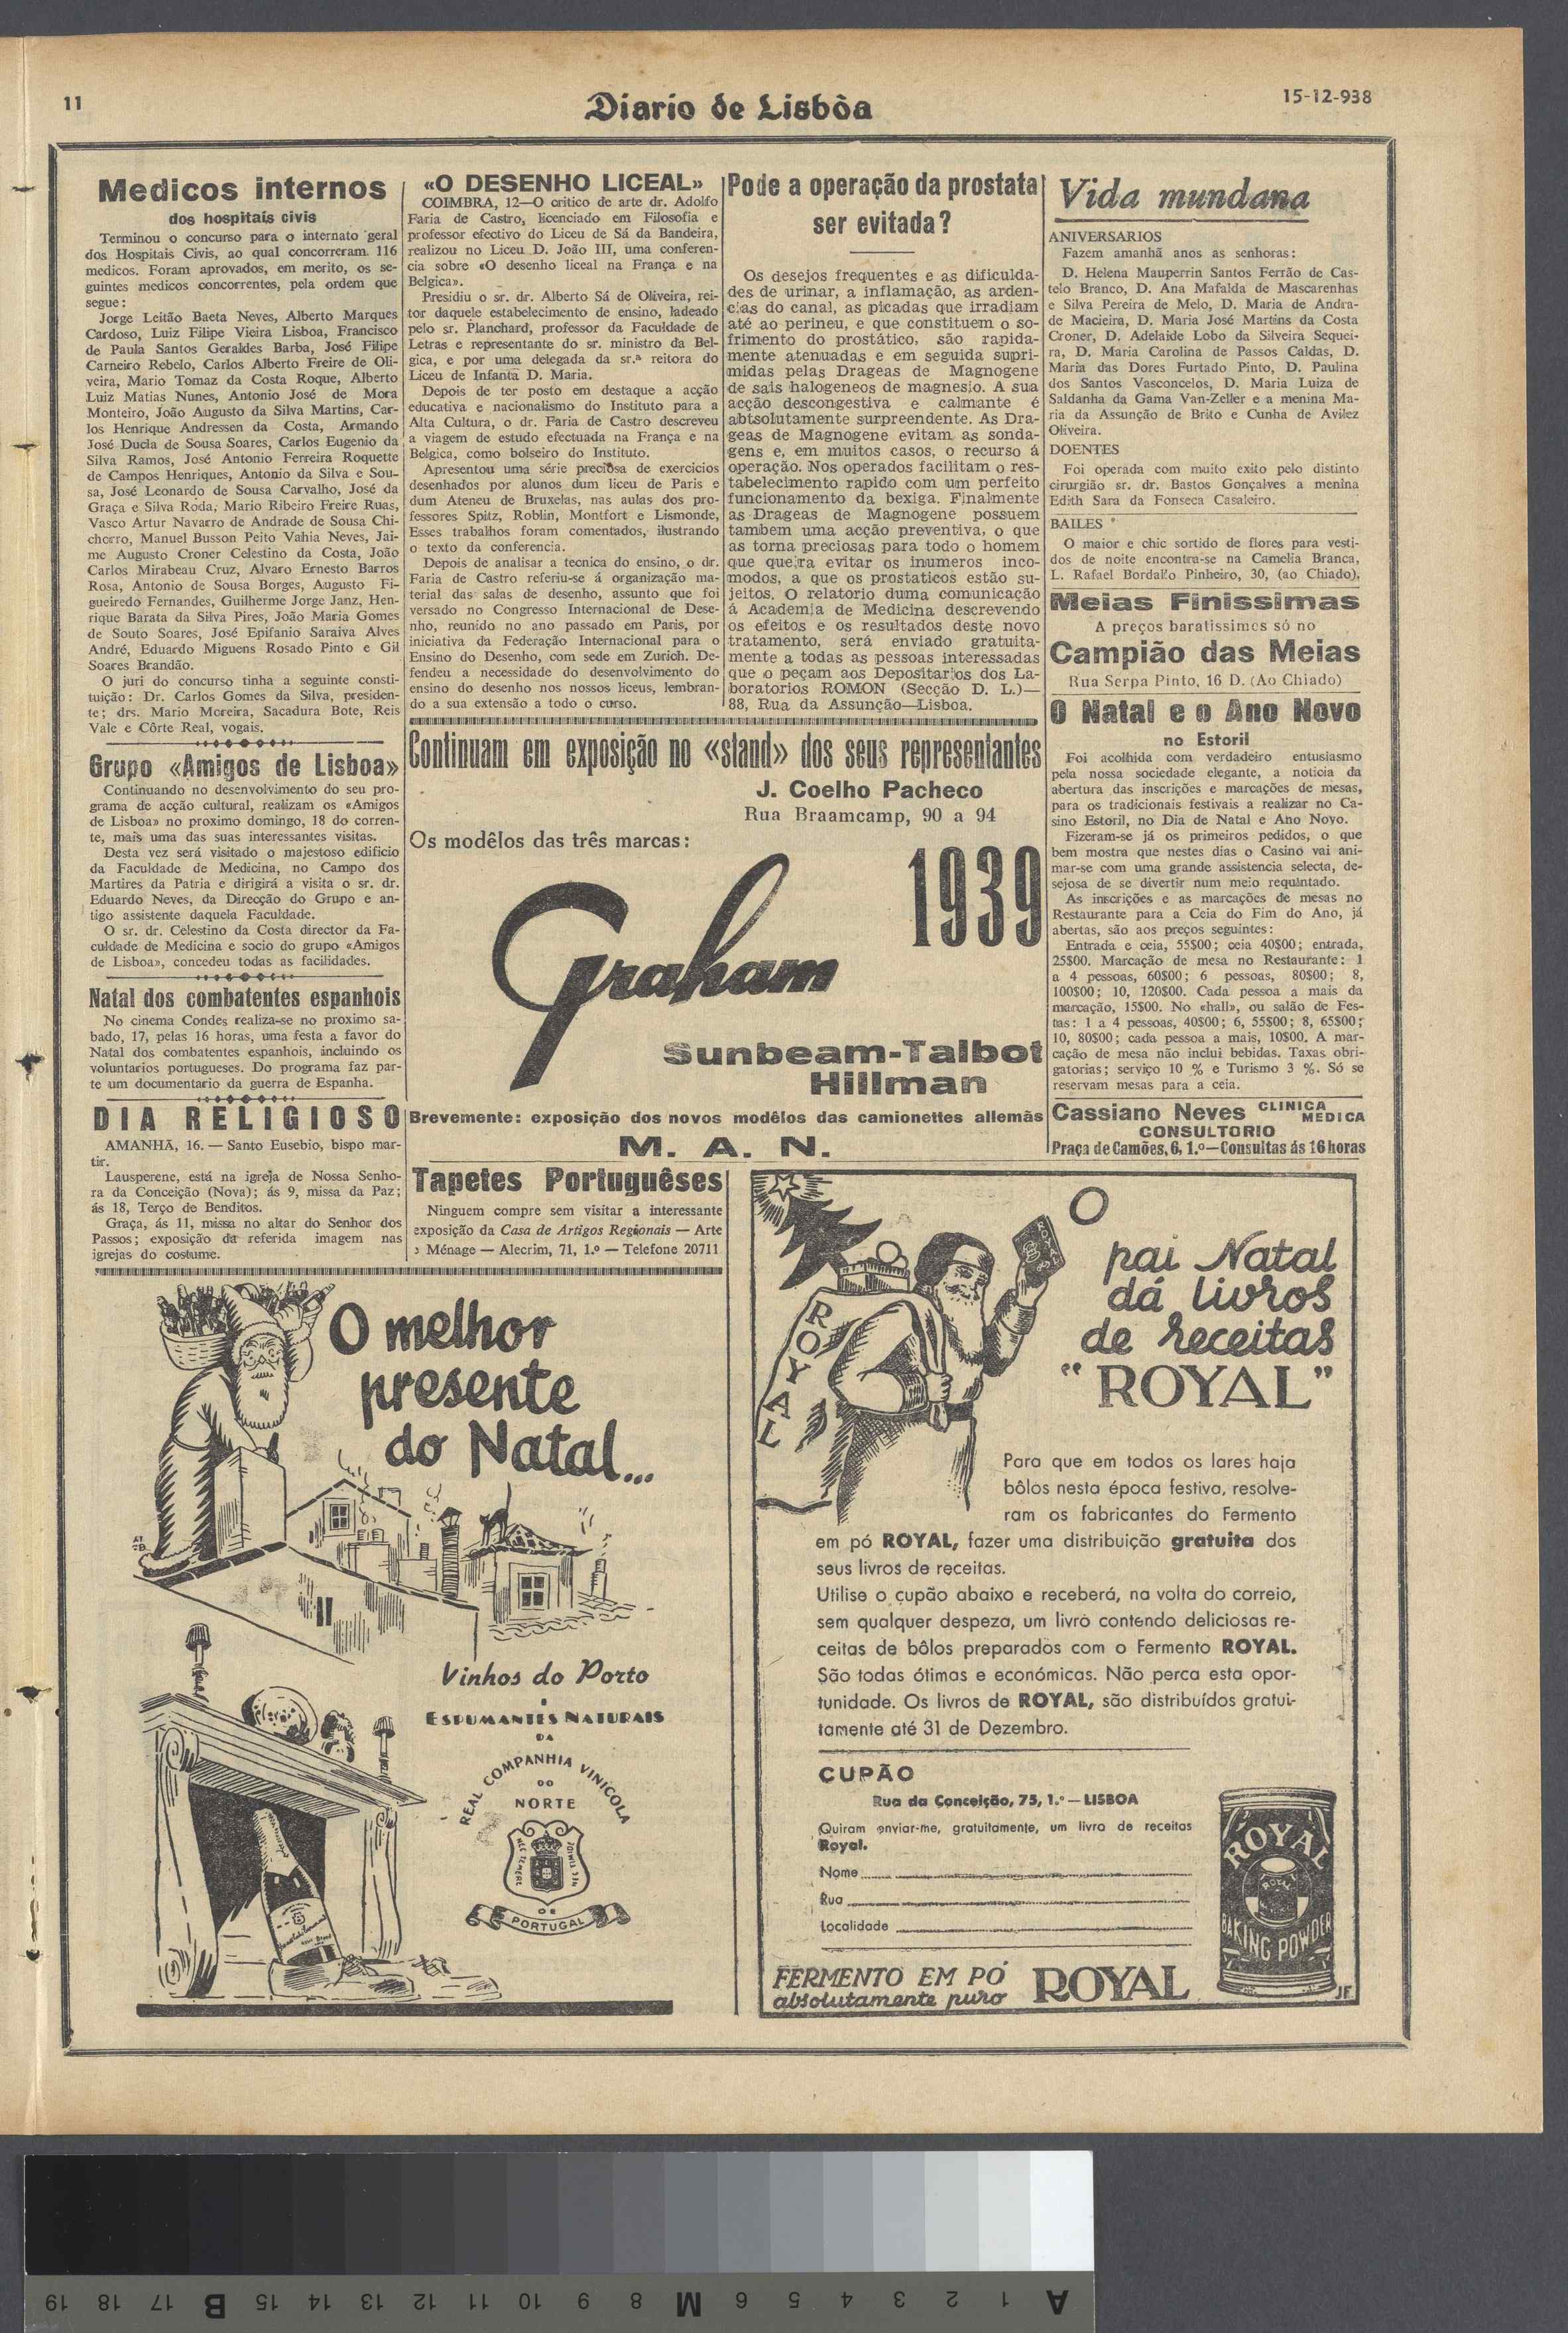 11
Diario de Lisbôa
15-12-938
Medicos internos
dos hospitais civis
Terminou o concurso para o internato geral
dos Hospitais Civis, ao qual concorreram 116
medicos. Foram aprovados, em merito, os se-
guintes medicos concorrentes, pela ordem que
segue:
Jorge Leitão Baeta Neves, Alberto Marques
Cardoso, Luiz Filipe Vieira Lisboa, Francisco
de Paula Santos Geraldes Barba, José Filipe
Carneiro Rebelo, Carlos Alberto Freire de Oli-
veira, Mario Tomaz da Costa Roque, Alberto
Luiz Matias Nunes, Antonio José de Mora
Monteiro, João Augusto da Silva Martins, Car-
los Henrique Andressen da Costa, Armando
José Ducla de Sousa Soares, Carlos Eugenio da
Silva Ramos, José Antonio Ferreira Roquette
de Campos Henriques, Antonio da Silva e Sou-
sa, José Leonardo de Sousa Carvalho, José da
Graça e Silva Roda, Mario Ribeiro Freire Ruas,
Vasco Artur Navarro de Andrade de Sousa Chi-
chorro, Manuel Busson Peito Vahia Neves, Jai-
me Augusto Croner Celestino da Costa, João
Carlos Mirabeau Cruz, Alvaro Ernesto Barros
Rosa, Antonio de Sousa Borges, Augusto Fi-
gueiredo Fernandes, Guilherme Jorge Janz, Hen-
rique Barata da Silva Pires, João Maria Gomes
de Souto Soares, José Epifanio Saraiva Alves
André, Eduardo Miguens Rosado Pinto e Gil
Soares Brandão.
O juri do concurso tinha a seguinte consti-
tuição: Dr. Carlos Gomes da Silva, presiden-
te; drs. Mario Moreira, Sacadura Bote, Reis
Vale e Côrte Real, vogais.
Grupo «Amigos de Lisboa»
Continuando no desenvolvimento do seu pro-
grama de acção cultural, realizam os «Amigos
de Lisboa» no proximo domingo, 18 do corren-
te, mais uma das suas interessantes visitas.
Desta vez será visitado o majestoso edificio
da Faculdade de Medicina, no Campo dos
Martires da Patria e dirigirá a visita o sr. dr.
Eduardo Neves, da Direcção do Grupo e an-
tigo assistente daquela Faculdade.
O sr. dr. Celestino da Costa director da Fa-
culdade de Medicina e socio do grupo «Amigos
de Lisboa», concedeu todas as facilidades.
Natal dos combatentes espanhois
No cinema Condes realiza-se no proximo sa-
bado, 17, pelas 16 horas, uma festa a favor do
Natal dos combatentes espanhois, incluindo os
voluntarios portugueses. Do programa faz par-
te um documentario da guerra de Espanha.
DIA RELIGIOSO
AMANHÃ, 16. — Santo Eusebio, bispo mar-
tir.
Lausperene, está na igreja de Nossa Senho-
ra da Conceição (Nova); ás 9, missa da Paz;
ás 18, Terço de Benditos.
Graça, ás 11, missa no altar do Senhor dos
Passos; exposição da referida imagem nas
igrejas do costume.
«O DESENHO LICEAL»
COIMBRA, 12—O critico de arte dr. Adolfo
Faria de Castro, licenciado em Filosofia e
professor efectivo do Liceu de Sá da Bandeira,
realizou no Liceu D. João III, uma conferen-
cia sobre «O desenho liceal na França e na
Belgica».
Presidiu o sr. dr. Alberto Sá de Oliveira, rei-
tor daquele estabelecimento de ensino, ladeado
pelo sr. Planchard, professor da Faculdade de
Letras e representante do sr. ministro da Bel-
gica, e por uma delegada da sr.ª reitora do
Liceu de Infanta D. Maria.
Depois de ter posto em destaque a acção
educativa e nacionalismo do Instituto para a
Alta Cultura, o dr. Faria de Castro descreveu
a viagem de estudo efectuada na França e na
Belgica, como bolseiro do Instituto.
Apresentou uma série preciosa de exercicios
desenhados por alunos dum liceu de Paris e
dum Ateneu de Bruxelas, nas aulas dos pro-
fessores Spitz, Roblin, Montfort e Lismonde,
Esses trabalhos foram comentados, ilustrando
o texto da conferencia.
Depois de analisar a tecnica do ensino, o dr.
Faria de Castro referiu-se á organização ma-
terial das salas de desenho, assunto que foi
versado no Congresso Internacional de Dese-
nho, reunido no ano passado em Paris, por
iniciativa da Federação Internacional para o
Ensino do Desenho, com sede em Zurich. De-
fendeu a necessidade do desenvolvimento do
ensino do desenho nos nossos liceus, lembran-
do a sua extensão a todo o curso.
Pode a operação da prostata
ser evitada?
Os desejos frequentes e as dificulda-
des de urinar, a inflamação, as arden-
cias do canal, as picadas que irradiam
até ao perineu, e que constituem o so-
frimento do prostático, são rapida-
mente atenuadas e em seguida supri-
midas pelas Drageas de Magnogene
de sais halogeneos de magnesio. A sua
acção descongestiva e calmante é
abtsolutamente surpreendente. As Dra-
geas de Magnogene evitam as sonda-
gens e, em muitos casos, o recurso á
operação. Nos operados facilitam o res-
tabelecimento rapido com um perfeito
funcionamento da bexiga. Finalmente
as Drageas de Magnogene possuem
tambem uma acção preventiva, o que
as torna preciosas para todo o homem
que queira evitar os inumeros inco-
modos, a que os prostaticos estão su-
jeitos. O relatorio duma comunicação
á Academia de Medicina descrevendo
os efeitos e os resultados deste novo
tratamento, será enviado gratuita-
mente a todas as pessoas interessadas
que o peçam aos Depositarios dos La-
boratorios ROMON (Secção D. L.)—
88, Rua da Assunção—Lisboa.
Vida mundana
ANIVERSARIOS
Fazem amanhã anos as senhoras:
D. Helena Mauperrin Santos Ferrão de Cas-
telo Branco, D. Ana Mafalda de Mascarenhas
e Silva Pereira de Melo, D. Maria de Andra-
de Macieira, D. Maria José Martins da Costa
Croner, D. Adelaide Lobo da Silveira Sequei-
ra, D. Maria Carolina de Passos Caldas, D.
Maria das Dores Furtado Pinto, D. Paulina
dos Santos Vasconcelos, D. Maria Luiza de
Saldanha da Gama Van-Zeller e a menina Ma-
ria da Assunção de Brito e Cunha de Avilez
Oliveira.
DOENTES
Foi operada com muito exito pelo distinto
cirurgião sr. dr. Bastos Gonçalves a menina
Edith Sara da Fonseca Casaleiro.
BAILES
O maior e chic sortido de flores para vesti-
dos de noite encontra-se na Camelia Branca,
L. Rafael Bordalo Pinheiro, 30, (ao Chiado),
Meias Finissimas
A preços baratissimos só no
Campião das Meias
Rua Serpa Pinto, 16 D. (Ao Chiado)
O Natal e o Ano Novo
no Estoril
Foi acolhida com verdadeiro entusiasmo
pela nossa sociedade elegante, a noticia da
abertura das inscrições e marcações de mesas,
para os tradicionais festivais a realizar no Ca-
sino Estoril, no Dia de Natal e Ano Novo.
Fizeram-se já os primeiros pedidos, o que
bem mostra que nestes dias o Casino vai ani-
mar-se com uma grande assistencia selecta, de-
sejosa de se divertir num meio requintado.
As inscrições e as marcações de mesas no
Restaurante para a Ceia do Fim do Ano, já
abertas, são aos preços seguintes:
Entrada e ceia, 55$00; ceia 40$00; entrada,
25$00. Marcação de mesa no Restaurante: 1
a 4 pessoas, 60$00; 6 pessoas, 80$00; 8,
100$00; 10, 120$00. Cada pessoa a mais da
marcação, 15$00. No «hall», ou salão de Fes-
tas: 1 a 4 pessoas, 40$00; 6, 55$00; 8, 65$00;
10, 80$00; cada pessoa a mais, 10$00. A mar-
cação de mesa não inclui bebidas. Taxas obri-
gatorias; serviço 10 % e Turismo 3 %. Só se
reservam mesas para a ceia.
Cassiano Neves CLINICA MEDICA
CONSULTORIO
Praça de Camões, 6, 1.º—Consultas ás 16 horas
Continuam em exposição no «stand» dos seus representantes
J. Coelho Pacheco
Rua Braamcamp, 90 a 94
Os modêlos das três marcas:
1939
Graham
Sunbeam-Talbot
Hillman
Brevemente: exposição dos novos modêlos das camionettes allemãs
M. A. N.
Tapetes Portuguêses
Ninguem compre sem visitar a interessante
exposição da Casa de Artigos Regionais — Arte
Ménage — Alecrim, 71, 1.º — Telefone 20711
O melhor
presente
do Natal...
Vinhos do Porto
ESPUMANTES NATURAIS
DA
REAL COMPANHIA VINICOLA
DO
NORTE
DE
PORTUGAL
O
pai Natal
dá livros
de receitas
"ROYAL"
ROYAL
ROYAL
Para que em todos os lares haja
bôlos nesta época festiva, resolve-
ram os fabricantes do Fermento
em pó ROYAL, fazer uma distribuição gratuita dos
seus livros de receitas.
Utilise o cupão abaixo e receberá, na volta do correio,
sem qualquer despeza, um livro contendo deliciosas re-
ceitas de bôlos preparados com o Fermento ROYAL.
São todas ótimas e económicas. Não perca esta opor-
tunidade. Os livros de ROYAL, são distribuídos gratui-
tamente até 31 de Dezembro.
CUPÃO
Rua da Conceição, 75, 1.º — LISBOA
Quiram enviar-me, gratuitamente, um livro de receitas
Royal.
Nome
Rua
Localidade
ROYAL
ROYAL
BAKING POWDER
JF
FERMENTO EM PÓ
absolutamente puro
ROYAL
19 18 17 B 15 14 13 12 11 10 9 8 M 6 5 4 3 2 1 A